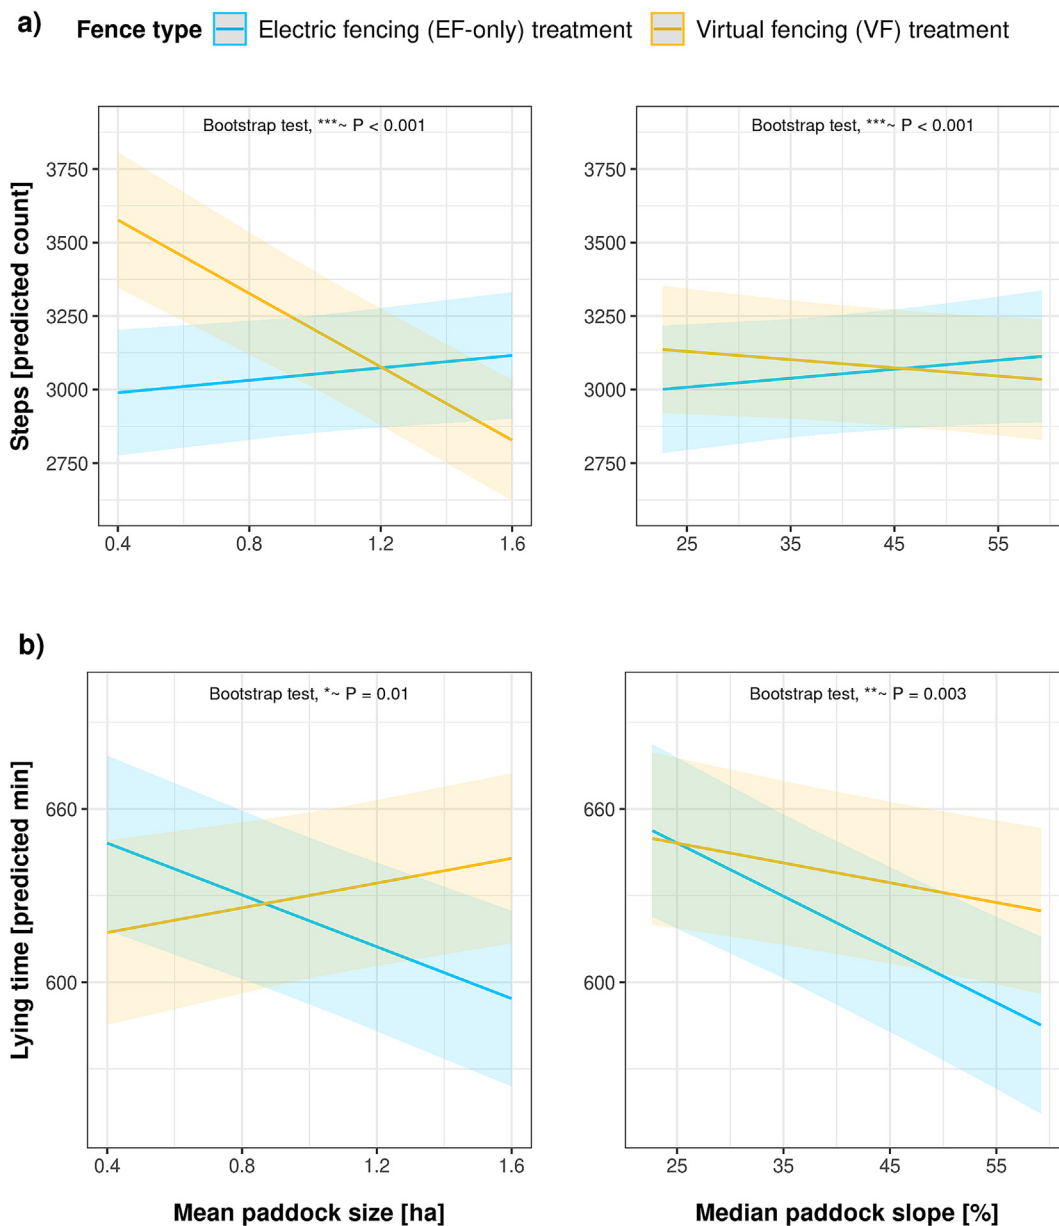 a)
Fence type Electric fencing (EF-only) treatment Virtual fencing (VF) treatment
Bootstrap test, ***~ P < 0.001
Bootstrap test, ***~ P < 0.001
Steps [predicted count]
3750
3500
3250
3000
2750
0.4 0.8 1.2 1.6
3750
3500
3250
3000
2750
25 35 45 55
b)
Bootstrap test, *~ P = 0.01
Bootstrap test, **~ P = 0.003
Lying time [predicted min]
660
600
0.4 0.8 1.2 1.6
660
600
25 35 45 55
Mean paddock size [ha]
Median paddock slope [%]